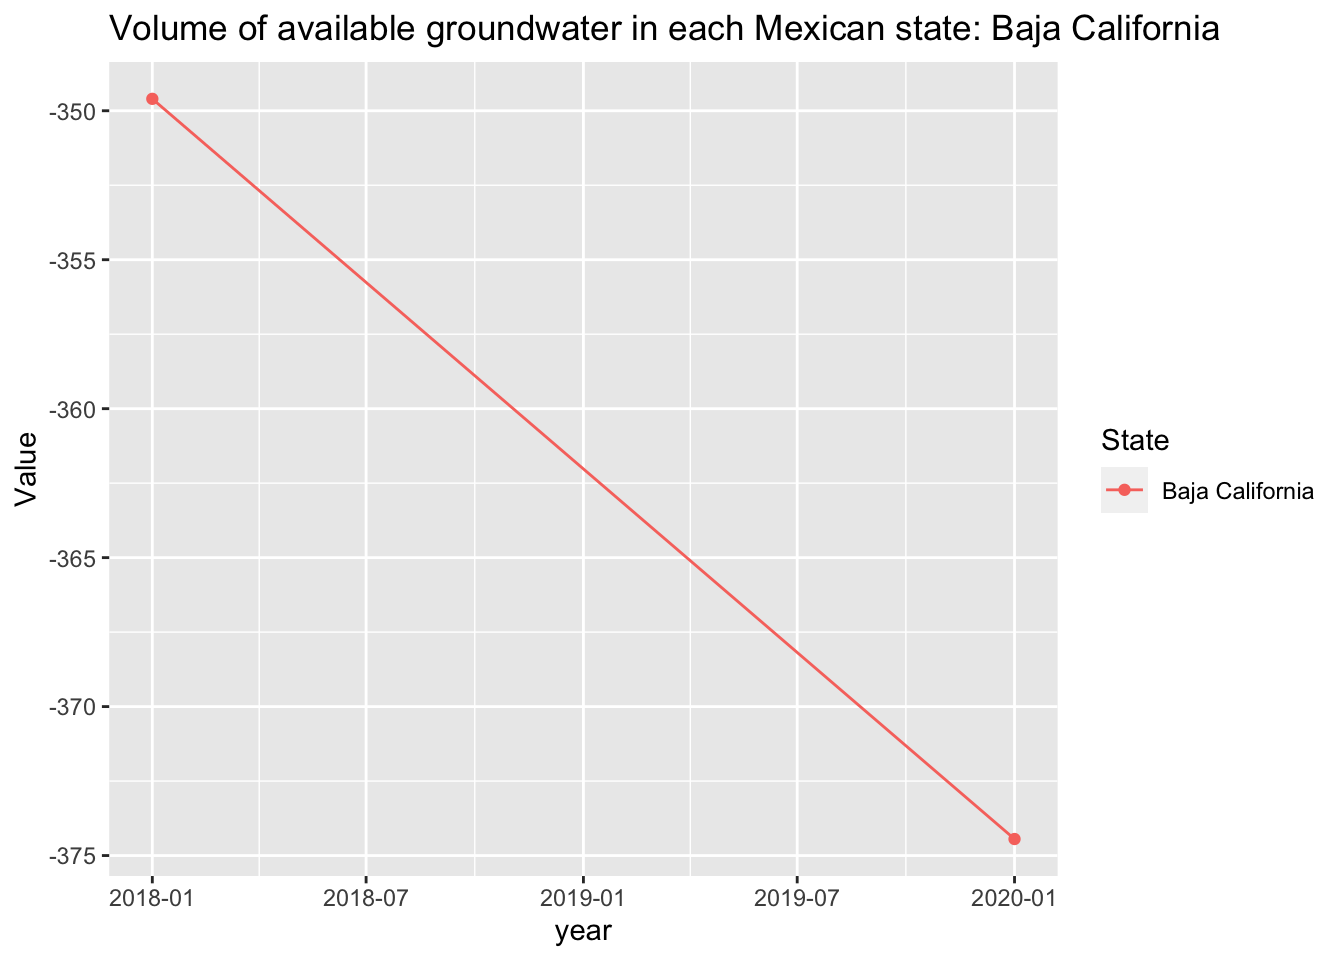 Volume of available groundwater in each Mexican state: Baja California
-350
-355
-360
-365
-370
-375
Value
2018-01 2018-07 2019-01 2019-07 2020-01
year
State
Baja California